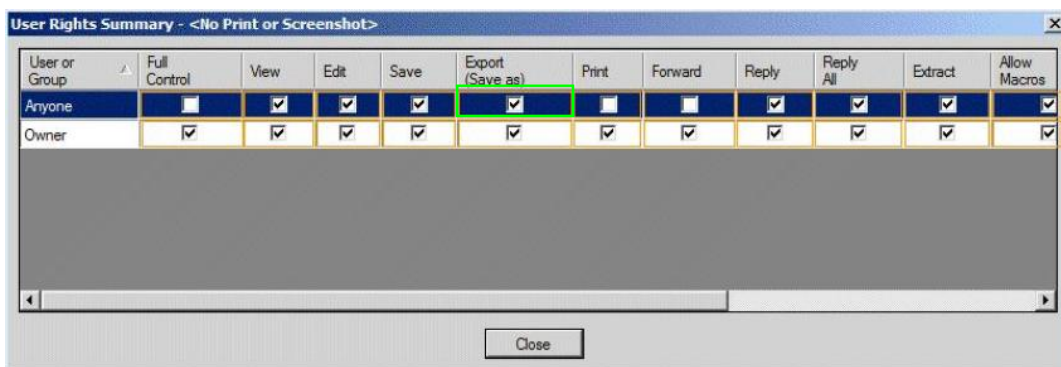 User Rights Summary - <No Print or Screenshot>
User or Group Full Control View Edit Save Export (Save as) Print Forward Reply Reply All Extract Allow Macros
Anyone
Owner
Close